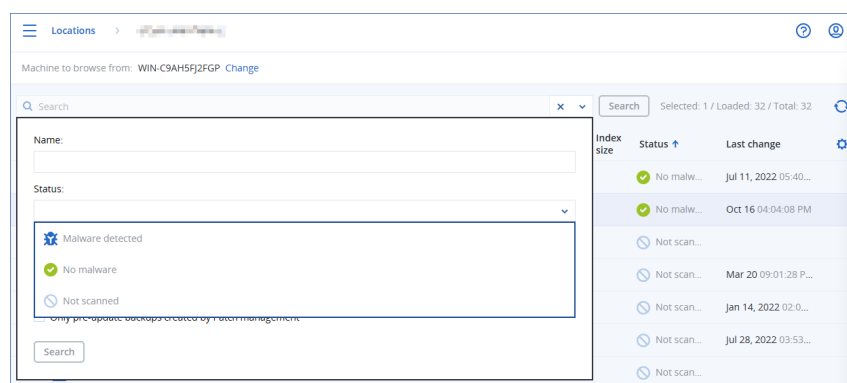 Locations >
Machine to browse from: WIN-C9AH5FJ2FGP Change
Search
Search Selected: 1 / Loaded: 32 / Total: 32
Name:
Index size Status ↑ Last change
No malw... Jul 11, 2022 05:40...
Status:
No malw... Oct 16 04:04:08 PM
Malware detected
Not scan...
No malware
Not scan... Mar 20 09:01:28 P...
Not scanned
Not scan... Jan 14, 2022 02:0...
Only pre-update backups created by Patch management
Not scan... Jul 28, 2022 03:53...
Search
Not scan...